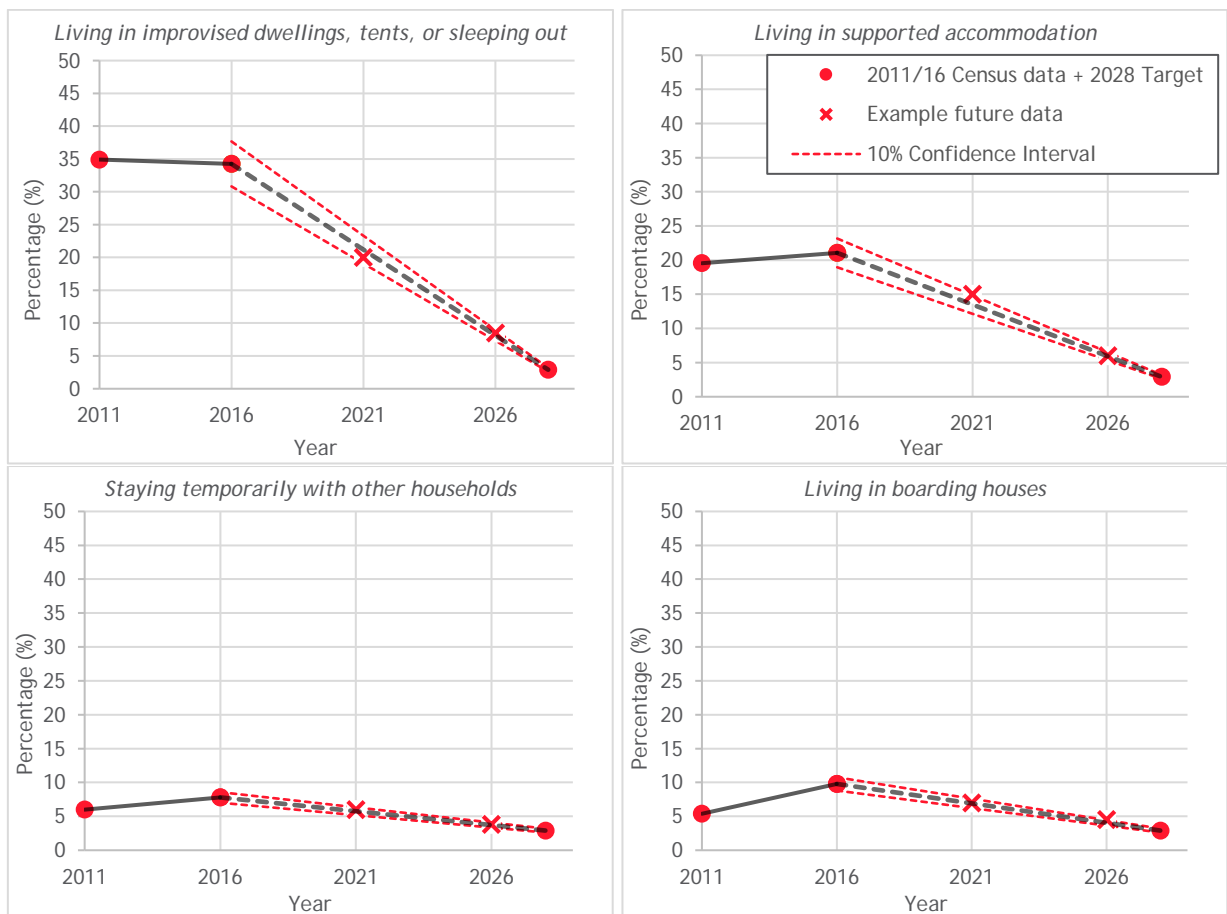 Living in improvised dwellings, tents, or sleeping out
50
45
40
35
30
25
20
15
10
5
0
Percentage (%)
2011 2016 2021 2026
Year
Living in supported accommodation
2011/16 Census data + 2028 Target
Example future data
10% Confidence Interval
50
45
40
35
30
25
20
15
10
5
0
Percentage (%)
2011 2016 2021 2026
Year
Staying temporarily with other households
50
45
40
35
30
25
20
15
10
5
0
Percentage (%)
2011 2016 2021 2026
Year
Living in boarding houses
50
45
40
35
30
25
20
15
10
5
0
Percentage (%)
2011 2016 2021 2026
Year